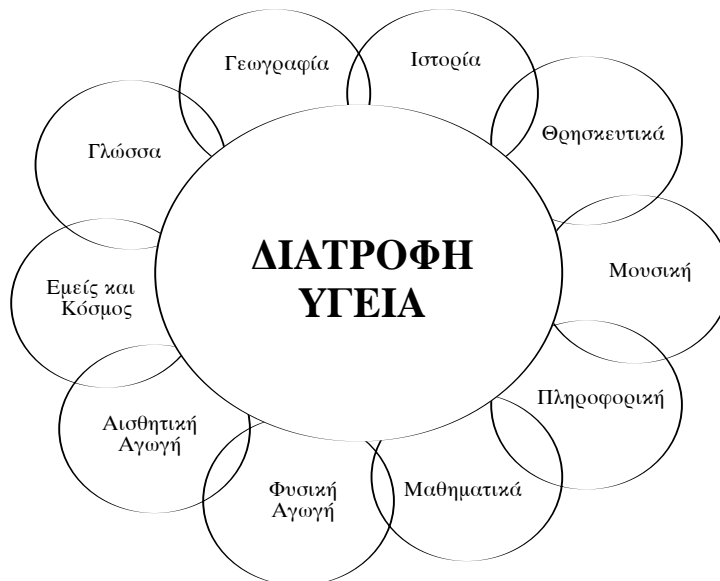 Γεωγραφία
Ιστορία
Θρησκευτικά
Γλώσσα
ΔΙΑΤΡΟΦΗ
ΥΓΕΙΑ
Μουσική
Εμείς και
Κόσμος
Πληροφορική
Αισθητική
Αγωγή
Φυσική
Αγωγή
Μαθηματικά